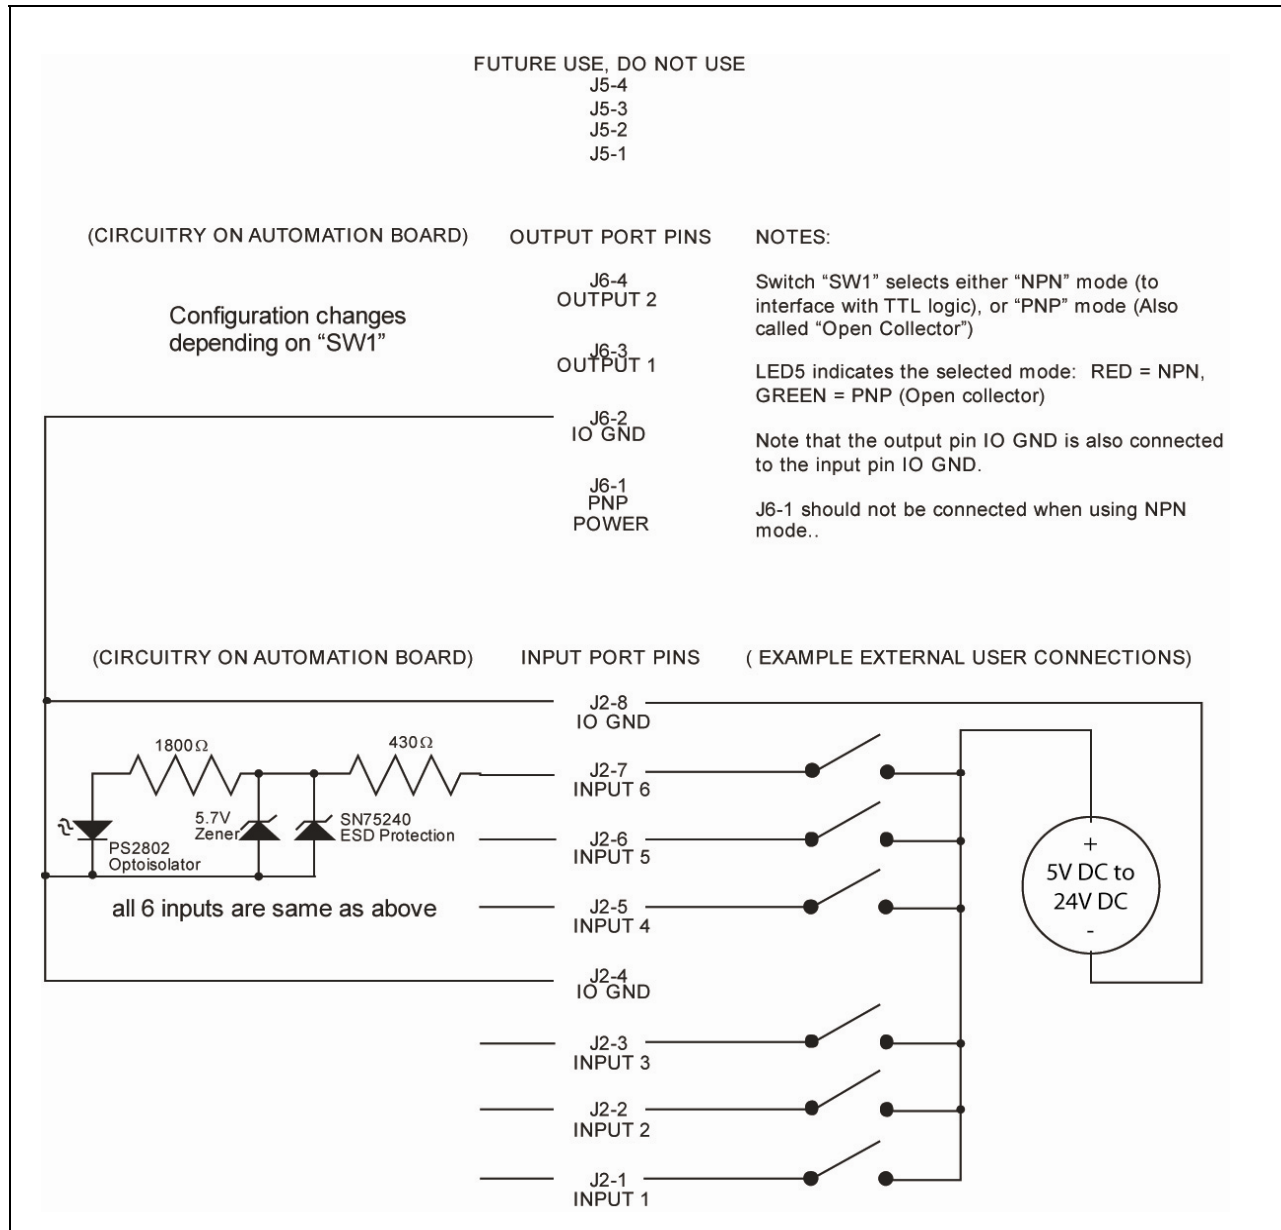 FUTURE USE, DO NOT USE
J5-4
J5-3
J5-2
J5-1
(CIRCUITRY ON AUTOMATION BOARD)
OUTPUT PORT PINS
NOTES:
Configuration changes
depending on “SW1”
J6-4
OUTPUT 2
J6-3
OUTPUT 1
J6-2
IO GND
J6-1
PNP
POWER
Switch “SW1” selects either “NPN” mode (to
interface with TTL logic), or “PNP” mode (Also
called “Open Collector”)
LED5 indicates the selected mode: RED = NPN,
GREEN = PNP (Open collector)
Note that the output pin IO GND is also connected
to the input pin IO GND.
J6-1 should not be connected when using NPN
mode..
(CIRCUITRY ON AUTOMATION BOARD)
INPUT PORT PINS
( EXAMPLE EXTERNAL USER CONNECTIONS)
1800Ω
430Ω
5.7V
Zener
SN75240
ESD Protection
PS2802
Optoisolator
all 6 inputs are same as above
J2-8
IO GND
J2-7
INPUT 6
J2-6
INPUT 5
J2-5
INPUT 4
J2-4
IO GND
J2-3
INPUT 3
J2-2
INPUT 2
J2-1
INPUT 1
+
5V DC to
24V DC
-